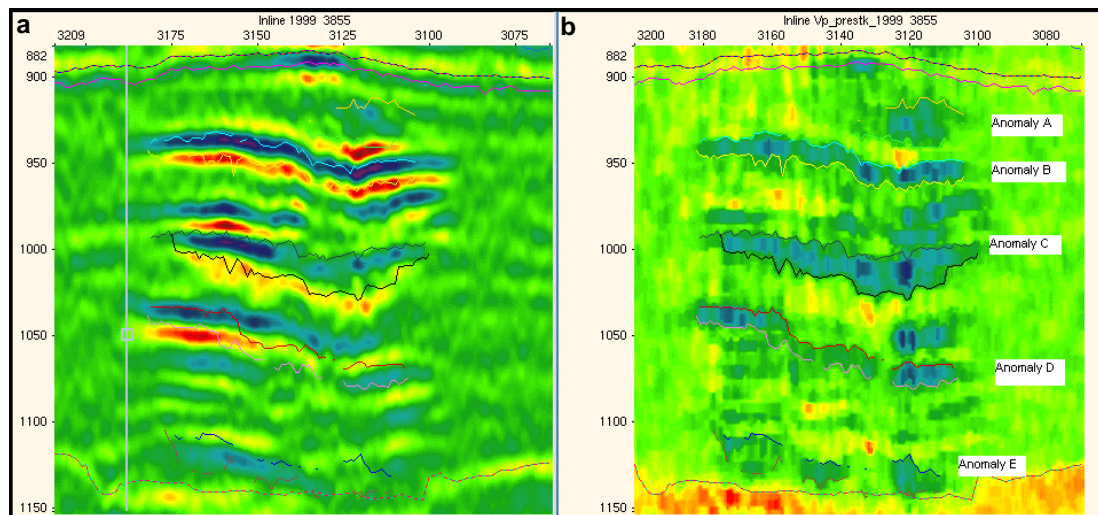 a
Inline 1999 3855
3209 3175 3150 3125 3100 3075
882
900
950
1000
1050
1100
1150
b
Inline Vp_prestk_1999 3855
3200 3180 3160 3140 3120 3100 3080
882
900
950
1000
1050
1100
1150
Anomaly A
Anomaly B
Anomaly C
Anomaly D
Anomaly E